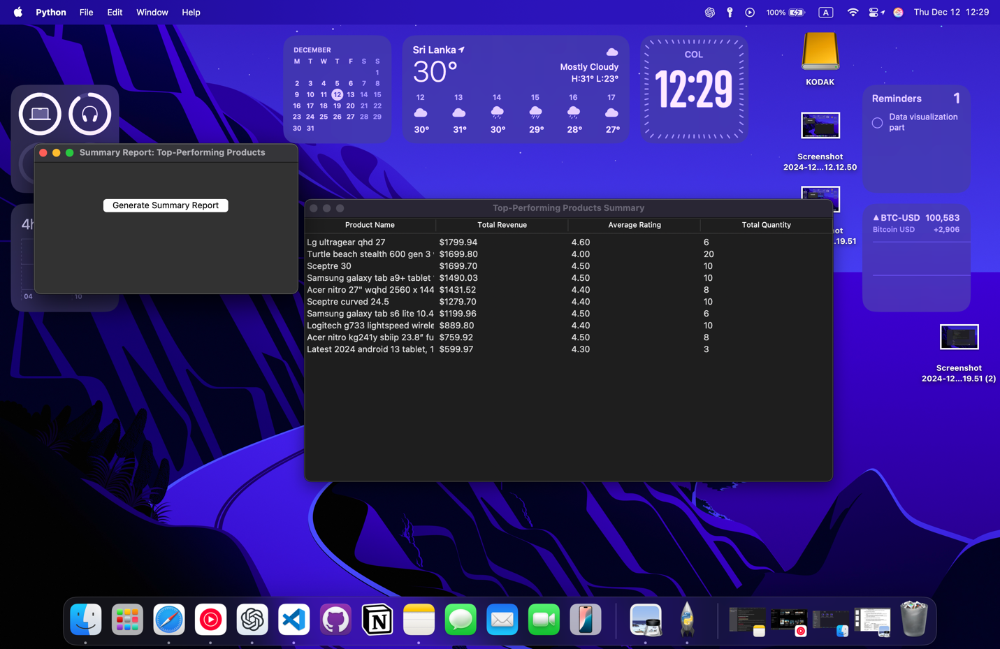 Python File Edit Window Help
100% A Thu Dec 12 12:29
DECEMBER
M T W T F S S
1
2 3 4 5 6 7 8
9 10 11 12 13 14 15
16 17 18 19 20 21 22
23 24 25 26 27 28 29
30 31
Sri Lanka
30°
Mostly Cloudy
H:31° L:23°
12 13 14 15 16 17
30° 31° 30° 29° 28° 27°
COL
12:29
KODAK
Screenshot
2024-12...12.12.50
Reminders 1
Data visualization
part
BTC-USD 100,583
Bitcoin USD +2,906
.19.51
Screenshot
2024-12...19.51 (2)
04 10
Summary Report: Top-Performing Products
Generate Summary Report
Top-Performing Products Summary
Product Name Total Revenue Average Rating Total Quantity
Lg ultragear qhd 27 $1799.94 4.60 6
Turtle beach stealth 600 gen 3 $1699.80 4.00 20
Sceptre 30 $1699.70 4.50 10
Samsung galaxy tab a9+ tablet $1490.03 4.50 10
Acer nitro 27" wqhd 2560 x 144 $1431.52 4.40 8
Sceptre curved 24.5 $1279.70 4.40 10
Samsung galaxy tab s6 lite 10.4 $1199.96 4.50 6
Logitech g733 lightspeed wirele $889.80 4.40 10
Acer nitro kg241y sbiip 23.8” fu $759.92 4.50 8
Latest 2024 android 13 tablet, 1 $599.97 4.30 3